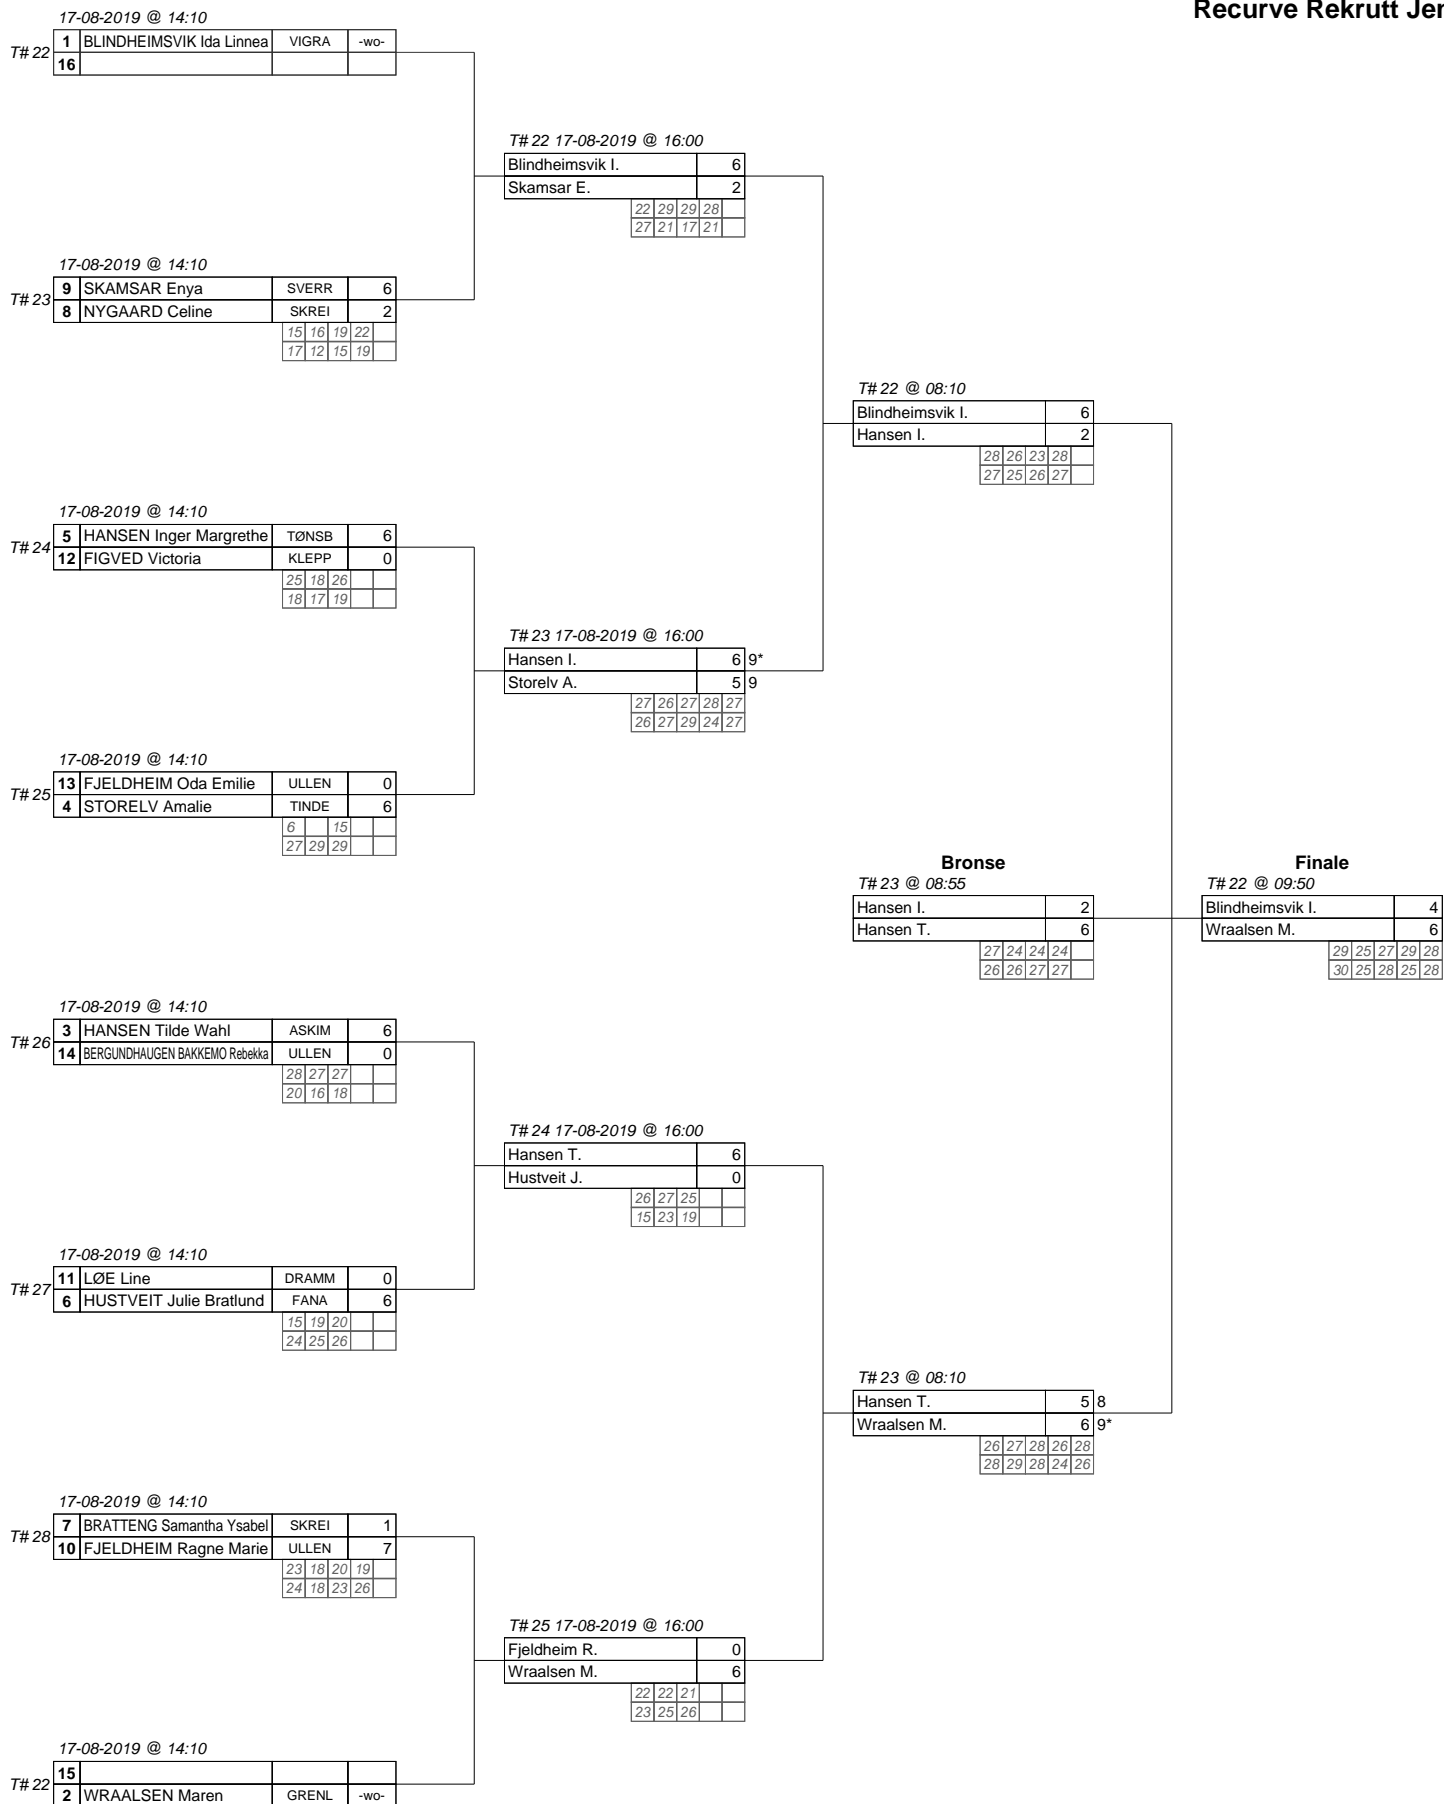 Recurve Rekrutt Jer
17-08-2019 @ 14:10
T# 22
1 BLINDHEIMSVIK Ida Linnea VIGRA -wo-
16
T# 22 17-08-2019 @ 16:00
Blindheimsvik I. 6
Skamsar E. 2
22 29 29 28
27 21 17 21
17-08-2019 @ 14:10
T# 23
9 SKAMSAR Enya SVERR 6
8 NYGAARD Celine SKREI 2
15 16 19 22
17 12 15 19
T# 22 @ 08:10
Blindheimsvik I. 6
Hansen I. 2
28 26 23 28
27 25 26 27
17-08-2019 @ 14:10
T# 24
5 HANSEN Inger Margrethe TØNSB 6
12 FIGVED Victoria KLEPP 0
25 18 26
18 17 19
T# 23 17-08-2019 @ 16:00
Hansen I. 6 9*
Storelv A. 5 9
27 26 27 28 27
26 27 29 24 27
17-08-2019 @ 14:10
T# 25
13 FJELDHEIM Oda Emilie ULLEN 0
4 STORELV Amalie TINDE 6
6 15
27 29 29
Bronse
T# 23 @ 08:55
Hansen I. 2
Hansen T. 6
27 24 24 24
26 26 27 27
Finale
T# 22 @ 09:50
Blindheimsvik I. 4
Wraalsen M. 6
29 25 27 29 28
30 25 28 25 28
17-08-2019 @ 14:10
T# 26
3 HANSEN Tilde Wahl ASKIM 6
14 BERGUNDHAUGEN BAKKEMO Rebekka ULLEN 0
28 27 27
20 16 18
T# 24 17-08-2019 @ 16:00
Hansen T. 6
Hustveit J. 0
26 27 25
15 23 19
17-08-2019 @ 14:10
T# 27
11 LØE Line DRAMM 0
6 HUSTVEIT Julie Bratlund FANA 6
15 19 20
24 25 26
T# 23 @ 08:10
Hansen T. 5 8
Wraalsen M. 6 9*
26 27 28 26 28
28 29 28 24 26
17-08-2019 @ 14:10
T# 28
7 BRATTENG Samantha Ysabel SKREI 1
10 FJELDHEIM Ragne Marie ULLEN 7
23 18 20 19
24 18 23 26
T# 25 17-08-2019 @ 16:00
Fjeldheim R. 0
Wraalsen M. 6
22 22 21
23 25 26
17-08-2019 @ 14:10
T# 22
15
2 WRAALSEN Maren GRENL -wo-